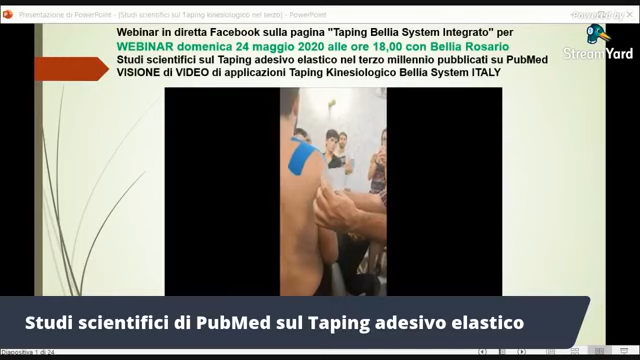 Presentazione di PowerPoint - [Studi scientifici sul Taping kinesiologico nel terzo] - PowerPoint
Powered by
StreamYard
Webinar in diretta Facebook sulla pagina "Taping Bellia System Integrato" per
WEBINAR domenica 24 maggio 2020 alle ore 18,00 con Bellia Rosario
Studi scientifici sul Taping adesivo elastico nel terzo millennio pubblicati su PubMed
VISIONE di VIDEO di applicazioni Taping Kinesiologico Bellia System ITALY
Studi scientifici di PubMed sul Taping adesivo elastico
Diapositiva 1 di 24